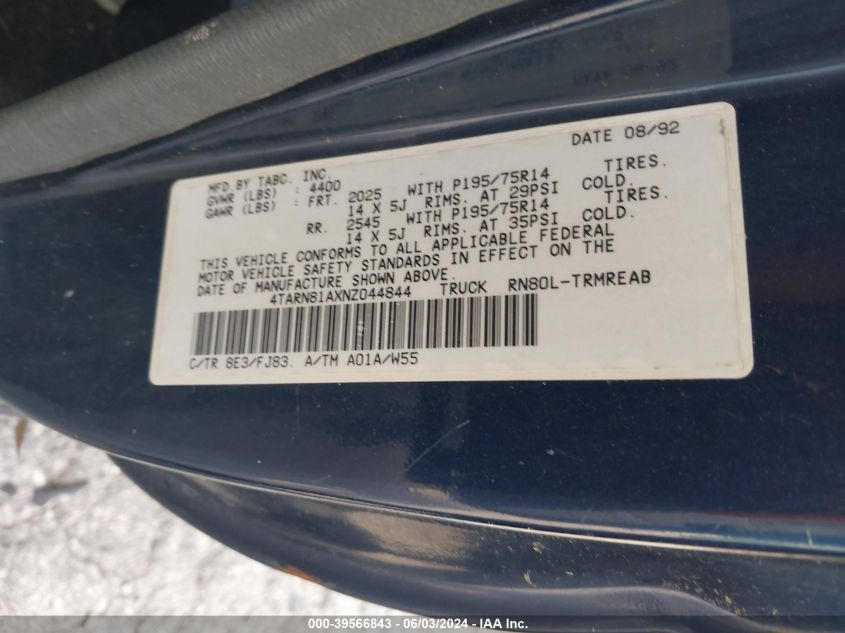 DATE 08/92
MFD.BY TABC. INC.
GVWR (LBS) : 4400
GAWR (LBS) : FRT. 2025 WITH P195/75R14 TIRES.
14 X 5J RIMS. AT 29PSI COLD.
RR. 2545 WITH P195/75R14 TIRES.
14 X 5J RIMS. AT 35PSI COLD.
THIS VEHICLE CONFORMS TO ALL APPLICABLE FEDERAL
MOTOR VEHICLE SAFETY STANDARDS IN EFFECT ON THE
DATE OF MANUFACTURE SHOWN ABOVE.
4TARN81AXNZ044844 TRUCK RN80L-TRMREAB
C/TR 8E3/FJ83. A/TM A01A/W55
000-39566843 / 06/03/2024 - IAA Inc.